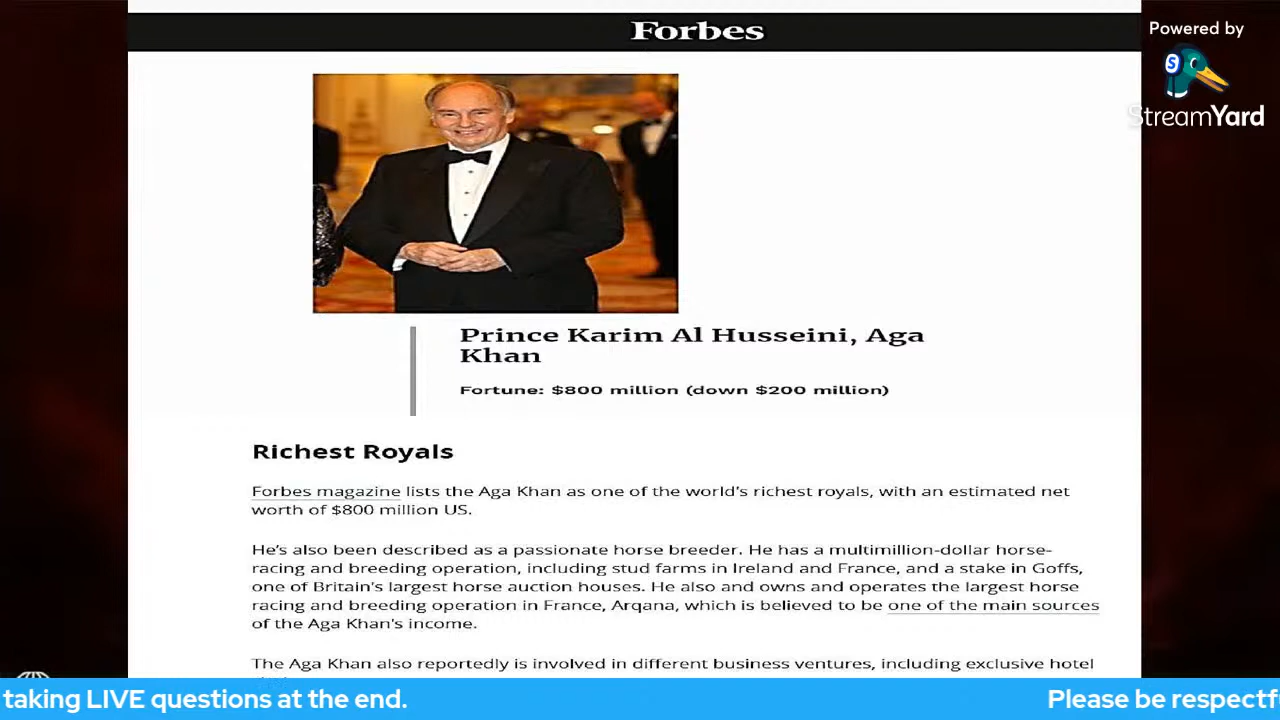 Forbes
Powered by
StreamYard
Prince Karim Al Husseini, Aga
Khan
Fortune: $800 million (down $200 million)
Richest Royals
Forbes magazine lists the Aga Khan as one of the world's richest royals, with an estimated net
worth of $800 million US.
He's also been described as a passionate horse breeder. He has a multimillion-dollar horse-
racing and breeding operation, including stud farms in Ireland and France, and a stake in Goffs,
one of Britain's largest horse auction houses. He also and owns and operates the largest horse
racing and breeding operation in France, Arqana, which is believed to be one of the main sources
of the Aga Khan's income.
The Aga Khan also reportedly is involved in different business ventures, including exclusive hotel
taking LIVE questions at the end.
Please be respectf